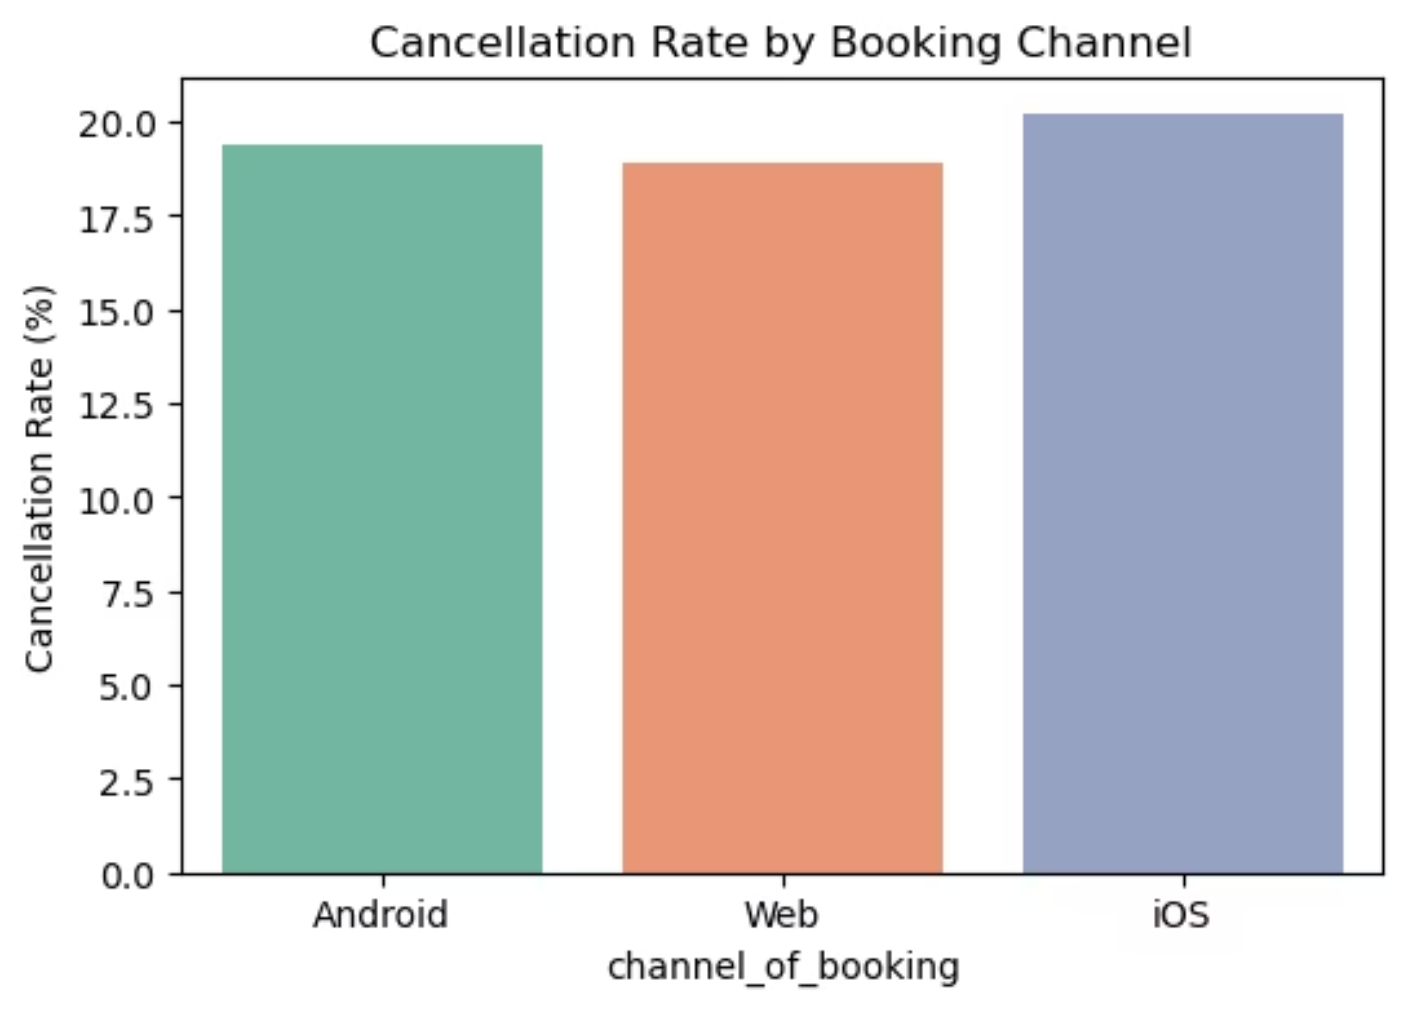 Cancellation Rate by Booking Channel
Cancellation Rate (%)
20.0
17.5
15.0
12.5
10.0
7.5
5.0
2.5
0.0
Android Web iOS
channel_of_booking